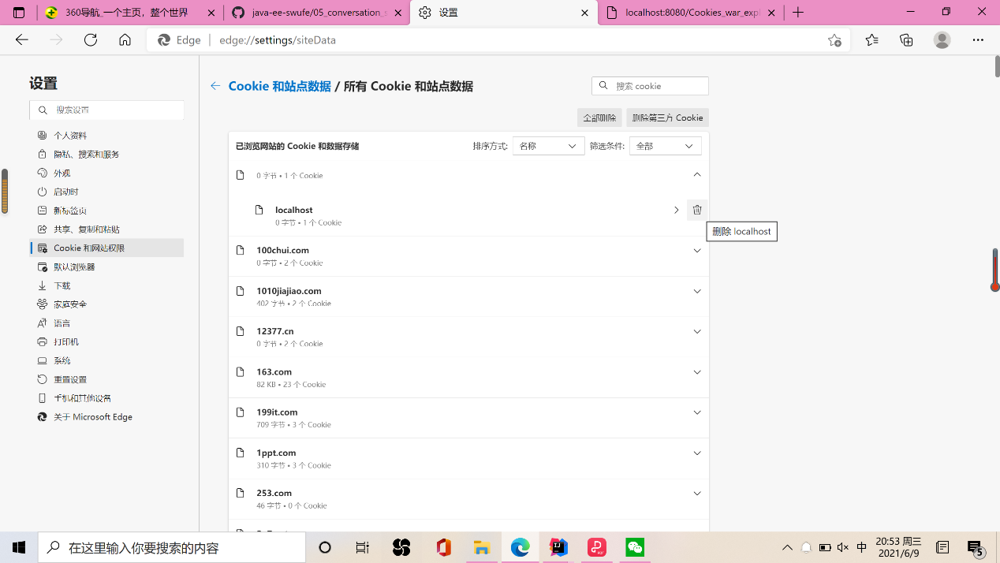 360导航_一个主页，整个世界
java-ee-swufe/05_conversation_s
设置
localhost:8080/Cookies_war_expl
Edge
edge://settings/siteData
设置
搜索设置
个人资料
隐私、搜索和服务
外观
启动时
新标签页
共享、复制和粘贴
Cookie 和网站权限
默认浏览器
下载
家庭安全
语言
打印机
系统
重置设置
手机和其他设备
关于 Microsoft Edge
Cookie 和站点数据 / 所有 Cookie 和站点数据
搜索 cookie
全部删除
删除第三方 Cookie
已浏览网站的 Cookie 和数据存储
排序方式: 名称
筛选条件: 全部
0 字节 • 1 个 Cookie
localhost
0 字节 • 1 个 Cookie
删除 localhost
100chui.com
0 字节 • 2 个 Cookie
1010jiajiao.com
402 字节 • 2 个 Cookie
12377.cn
0 字节 • 2 个 Cookie
163.com
82 KB • 23 个 Cookie
199it.com
709 字节 • 3 个 Cookie
1ppt.com
310 字节 • 3 个 Cookie
253.com
46 字节 • 0 个 Cookie
在这里输入你要搜索的内容
中
20:53 周三
2021/6/9
5